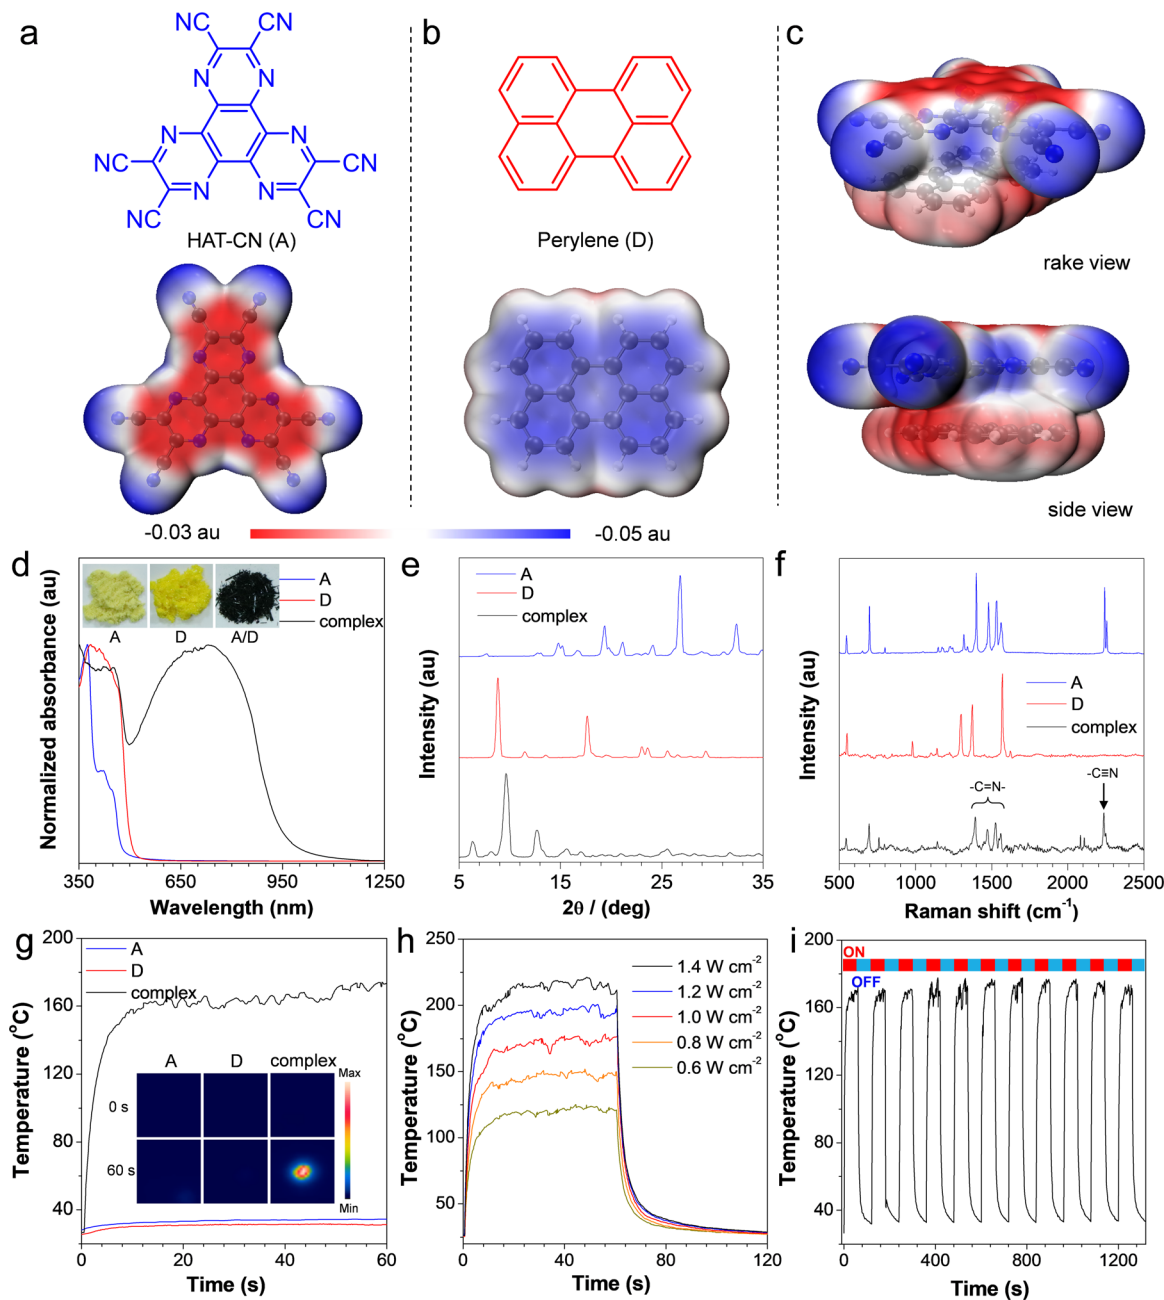 a
CN
CN
N
N
N
N
NC
CN
NC
N
N
CN
HAT-CN (A)
b
Perylene (D)
c
rake view
side view
-0.03 au
-0.05 au
d
A
D
complex
A
D
A/D
Normalized absorbance (au)
350
650
950
1250
Wavelength (nm)
e
A
D
complex
Intensity (au)
5
15
25
35
2θ / (deg)
f
A
D
complex
-C=N-
-C≡N
Intensity (au)
500
1000
1500
2000
2500
Raman shift (cm⁻¹)
g
A
D
complex
A
D
complex
0 s
60 s
Max
Min
Temperature (°C)
200
160
120
80
40
0
20
40
60
Time (s)
h
1.4 W cm⁻²
1.2 W cm⁻²
1.0 W cm⁻²
0.8 W cm⁻²
0.6 W cm⁻²
Temperature (°C)
250
200
150
100
50
0
40
80
120
Time (s)
i
ON
OFF
Temperature (°C)
200
160
120
80
40
0
400
800
1200
Time (s)